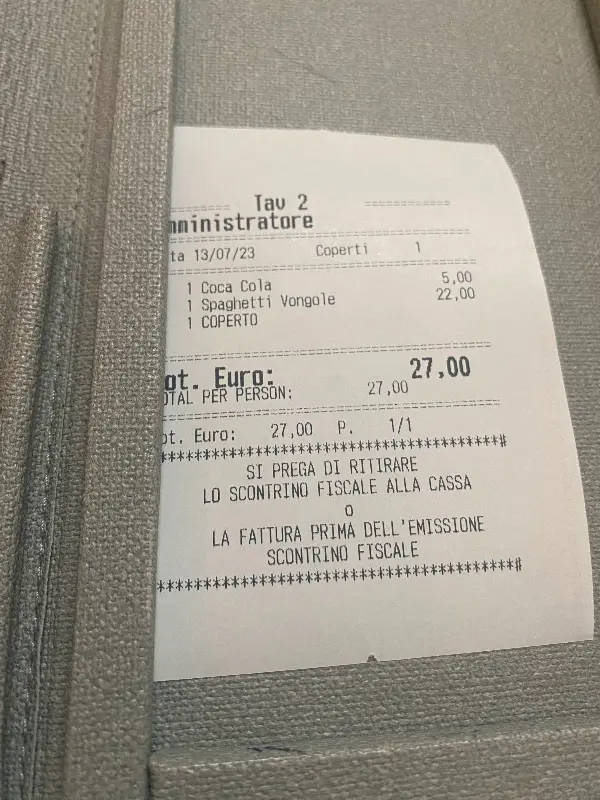 Tav 2
mministratore
ta 13/07/23 Coperti 1
1 Coca Cola 5,00
1 Spaghetti Vongole 22,00
1 COPERTO
ot. Euro: 27,00
OTAL PER PERSON: 27,00
ot. Euro: 27,00 P. 1/1
******************************************#
SI PREGA DI RITIRARE
LO SCONTRINO FISCALE ALLA CASSA
O
LA FATTURA PRIMA DELL'EMISSIONE
SCONTRINO FISCALE
******************************************#